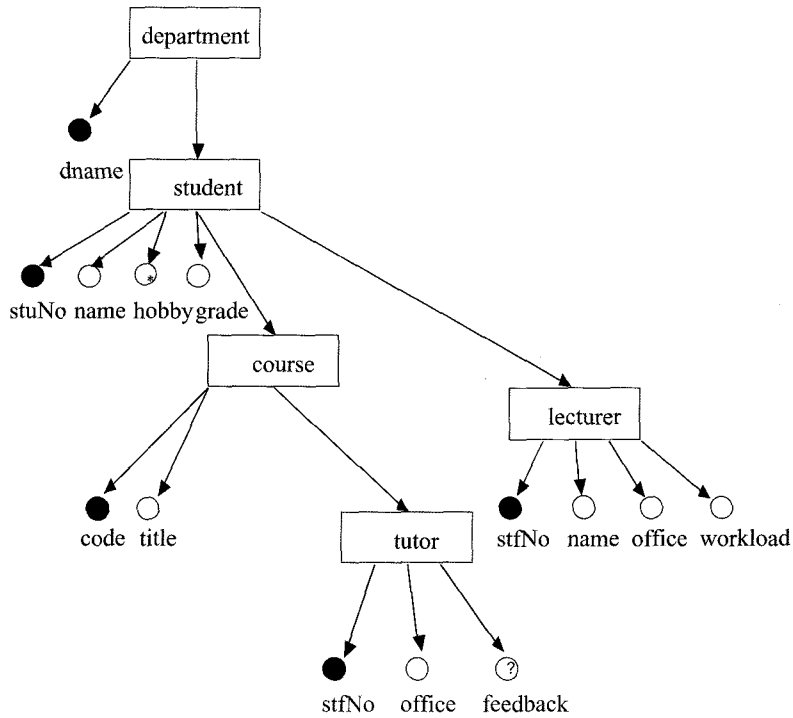 department
dname
student
stuNo name hobby grade
*
course
lecturer
code title
stfNo name office workload
tutor
?
stfNo office feedback